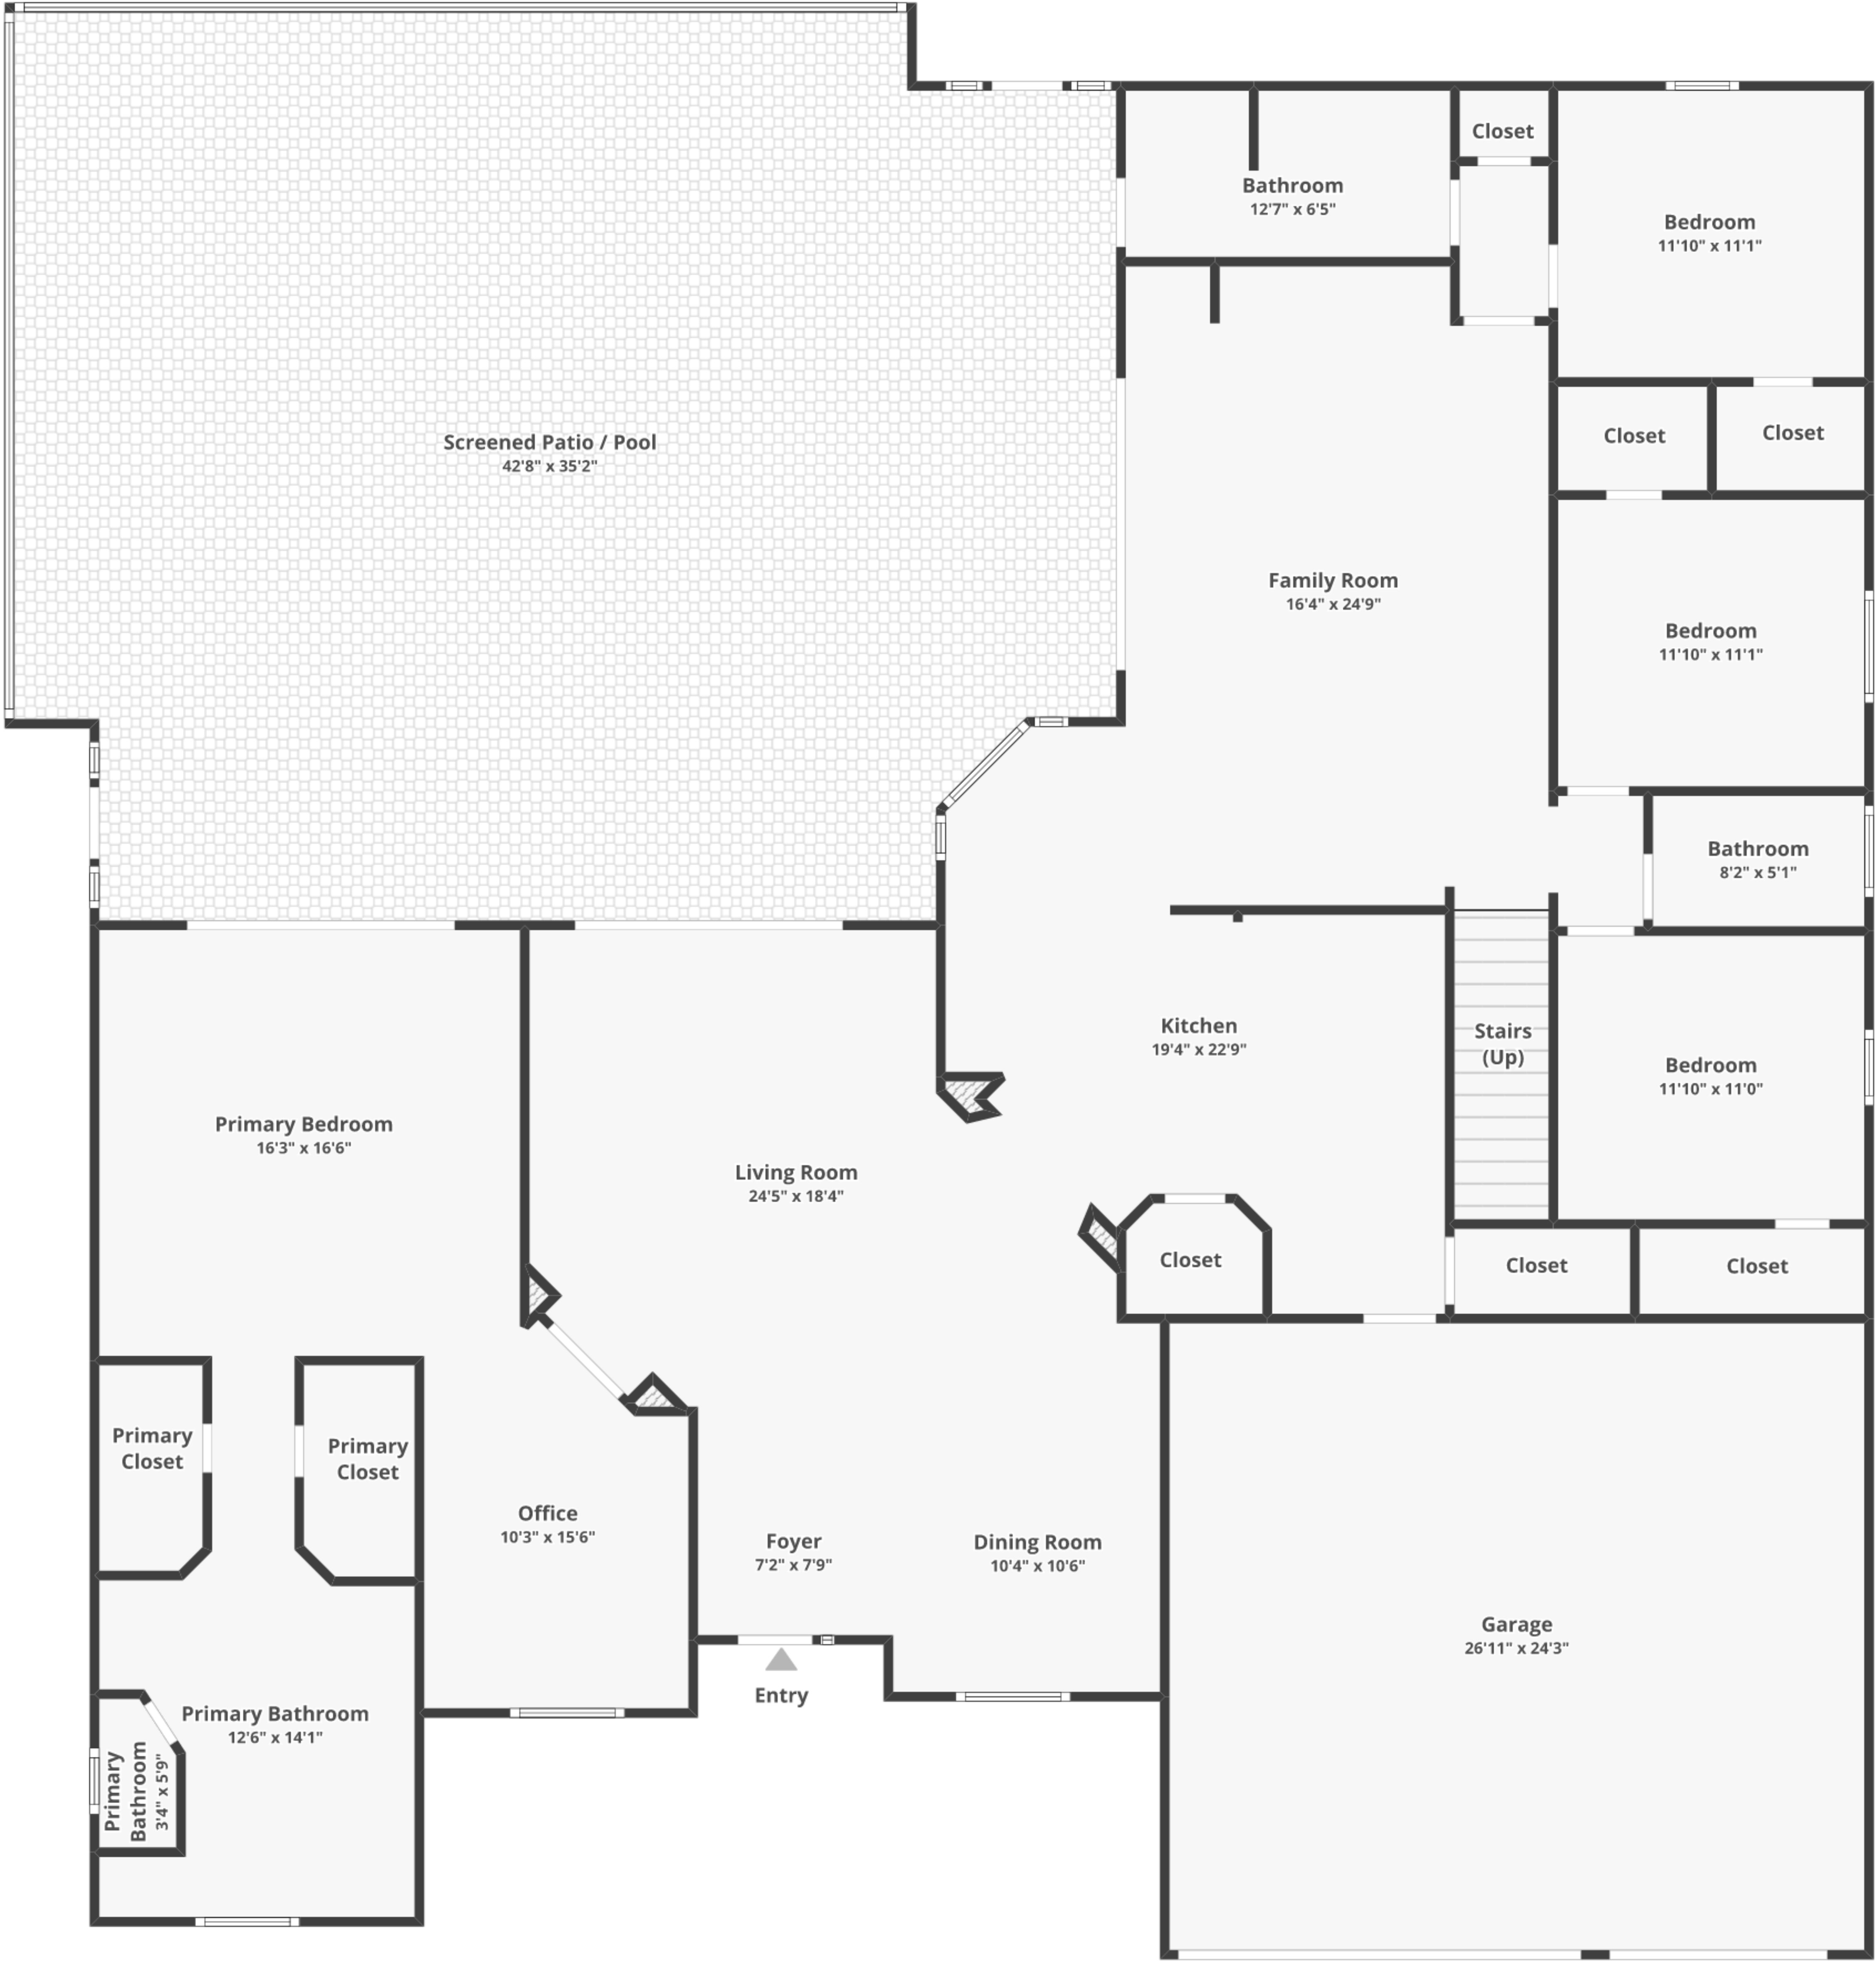 Closet
Bathroom
12'7" x 6'5"
Bedroom
11'10" x 11'1"
Screened Patio / Pool
42'8" x 35'2"
Closet
Closet
Family Room
16'4" x 24'9"
Bedroom
11'10" x 11'1"
Bathroom
8'2" x 5'1"
Kitchen
19'4" x 22'9"
Stairs
(Up)
Bedroom
11'10" x 11'0"
Primary Bedroom
16'3" x 16'6"
Living Room
24'5" x 18'4"
Closet
Closet
Closet
Primary
Closet
Primary
Closet
Office
10'3" x 15'6"
Foyer
7'2" x 7'9"
Dining Room
10'4" x 10'6"
Garage
26'11" x 24'3"
Entry
Primary Bathroom
12'6" x 14'1"
Primary
Bathroom
3'4" x 5'9"